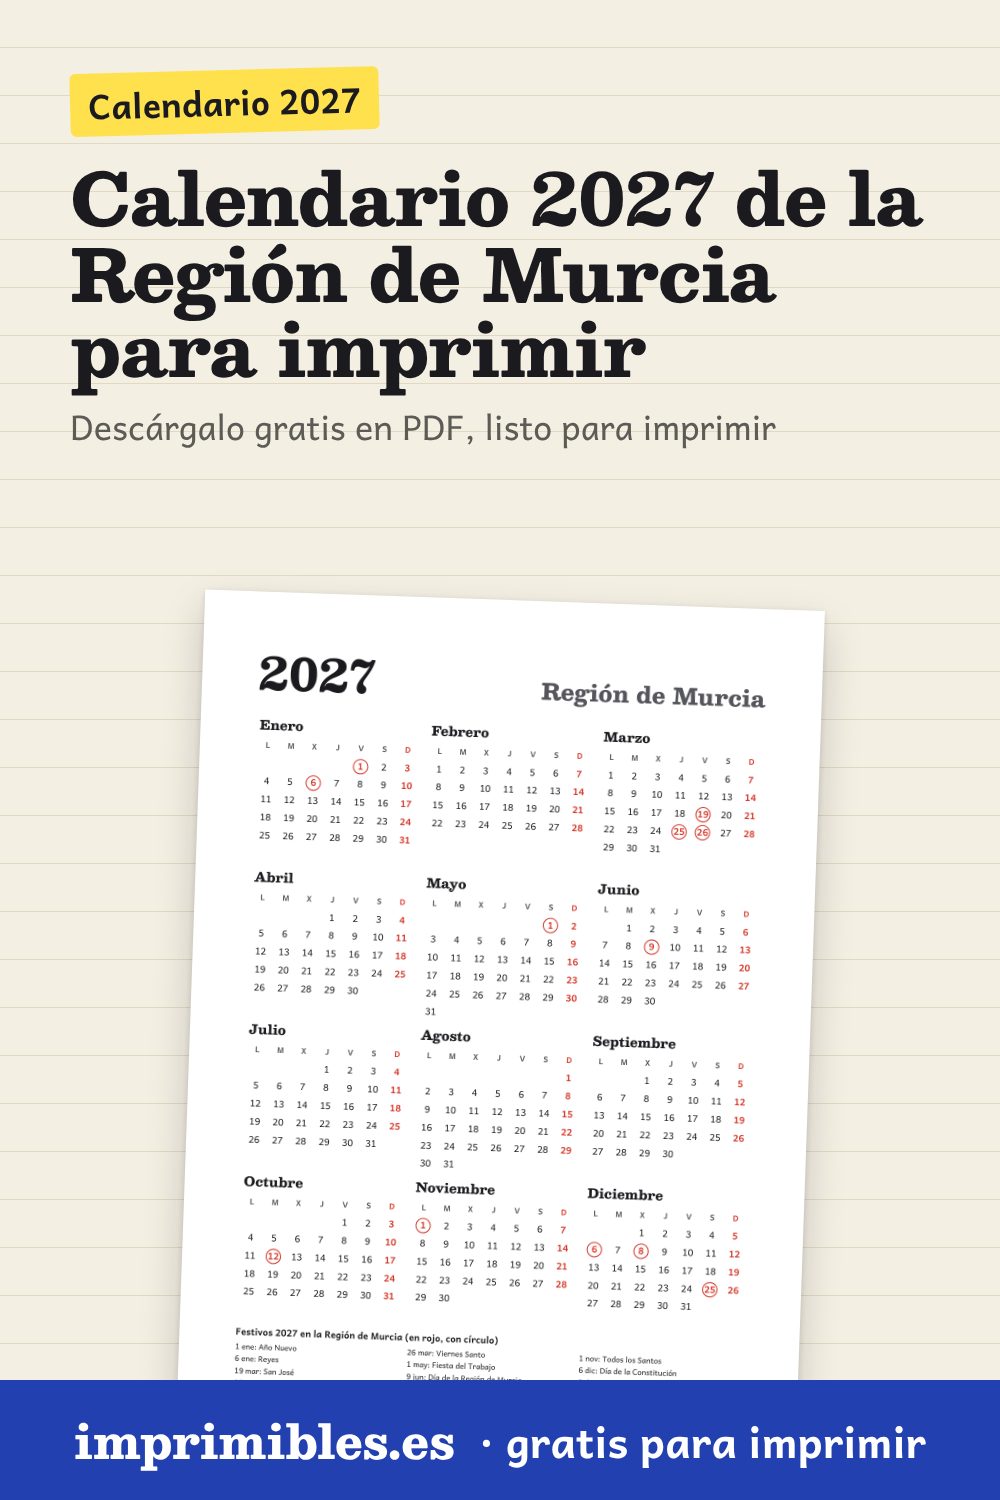 Calendario 2027
Calendario 2027 de la
Región de Murcia
para imprimir
Descárgalo gratis en PDF, listo para imprimir
2027
Región de Murcia
Enero
L M X J V S D
1 2 3
4 5 6 7 8 9 10
11 12 13 14 15 16 17
18 19 20 21 22 23 24
25 26 27 28 29 30 31
Febrero
L M X J V S D
1 2 3 4 5 6 7
8 9 10 11 12 13 14
15 16 17 18 19 20 21
22 23 24 25 26 27 28
Marzo
L M X J V S D
1 2 3 4 5 6 7
8 9 10 11 12 13 14
15 16 17 18 19 20 21
22 23 24 25 26 27 28
29 30 31
Abril
L M X J V S D
1 2 3 4
5 6 7 8 9 10 11
12 13 14 15 16 17 18
19 20 21 22 23 24 25
26 27 28 29 30
Mayo
L M X J V S D
1 2
3 4 5 6 7 8 9
10 11 12 13 14 15 16
17 18 19 20 21 22 23
24 25 26 27 28 29 30
31
Junio
L M X J V S D
1 2 3 4 5 6
7 8 9 10 11 12 13
14 15 16 17 18 19 20
21 22 23 24 25 26 27
28 29 30
Julio
L M X J V S D
1 2 3 4
5 6 7 8 9 10 11
12 13 14 15 16 17 18
19 20 21 22 23 24 25
26 27 28 29 30 31
Agosto
L M X J V S D
1
2 3 4 5 6 7 8
9 10 11 12 13 14 15
16 17 18 19 20 21 22
23 24 25 26 27 28 29
30 31
Septiembre
L M X J V S D
1 2 3 4 5
6 7 8 9 10 11 12
13 14 15 16 17 18 19
20 21 22 23 24 25 26
27 28 29 30
Octubre
L M X J V S D
1 2 3
4 5 6 7 8 9 10
11 12 13 14 15 16 17
18 19 20 21 22 23 24
25 26 27 28 29 30 31
Noviembre
L M X J V S D
1 2 3 4 5 6 7
8 9 10 11 12 13 14
15 16 17 18 19 20 21
22 23 24 25 26 27 28
29 30
Diciembre
L M X J V S D
1 2 3 4 5
6 7 8 9 10 11 12
13 14 15 16 17 18 19
20 21 22 23 24 25 26
27 28 29 30 31
Festivos 2027 en la Región de Murcia (en rojo, con círculo)
1 ene: Año Nuevo
6 ene: Reyes
19 mar: San José
26 mar: Viernes Santo
1 may: Fiesta del Trabajo
9 jun: Día de la Región de Murcia
1 nov: Todos los Santos
6 dic: Día de la Constitución
imprimibles.es · gratis para imprimir